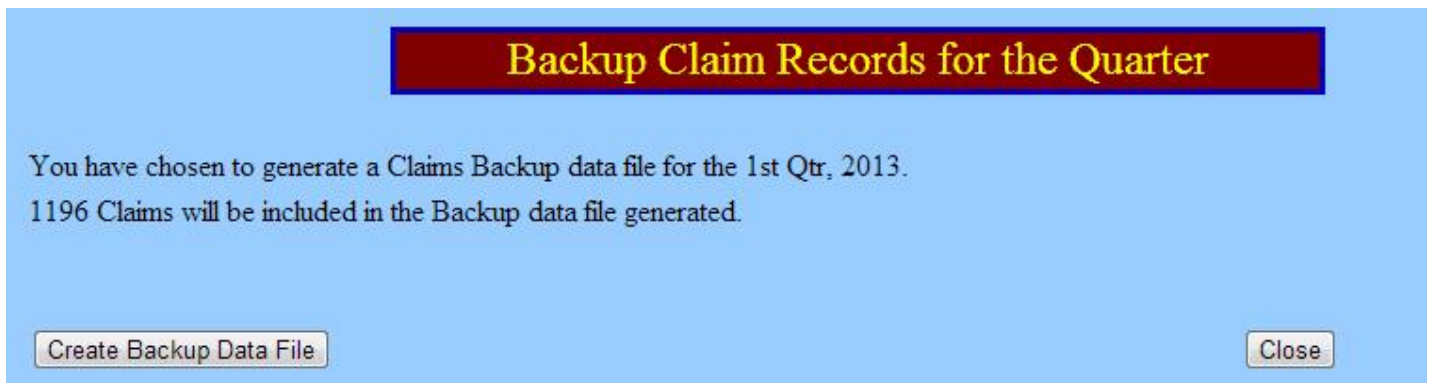 Backup Claim Records for the Quarter
You have chosen to generate a Claims Backup data file for the 1st Qtr, 2013.
1196 Claims will be included in the Backup data file generated.
Create Backup Data File
Close